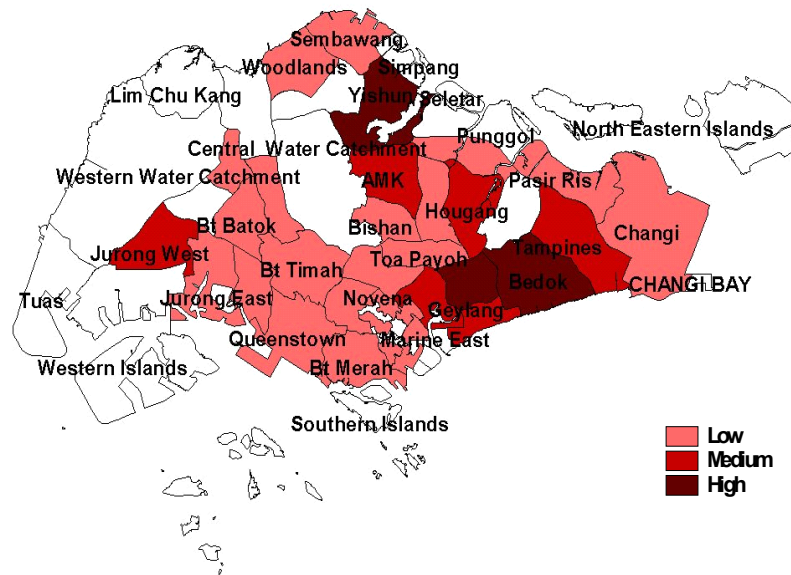 Sembawang
Woodlands
Simpang
Lim Chu Kang
Yishun
Seletar
Punggol
North Eastern Islands
Central Water Catchment
Western Water Catchment
AMK
Pasir Ris
Hougang
Bt Batok
Bishan
Changi
Jurong West
Tampines
Toa Payoh
Bt Timah
Bedok
CHANGI BAY
Tuas
Jurong East
Novena
Geylang
Queenstown
Marine East
Western Islands
Bt Merah
Southern Islands
Low
Medium
High